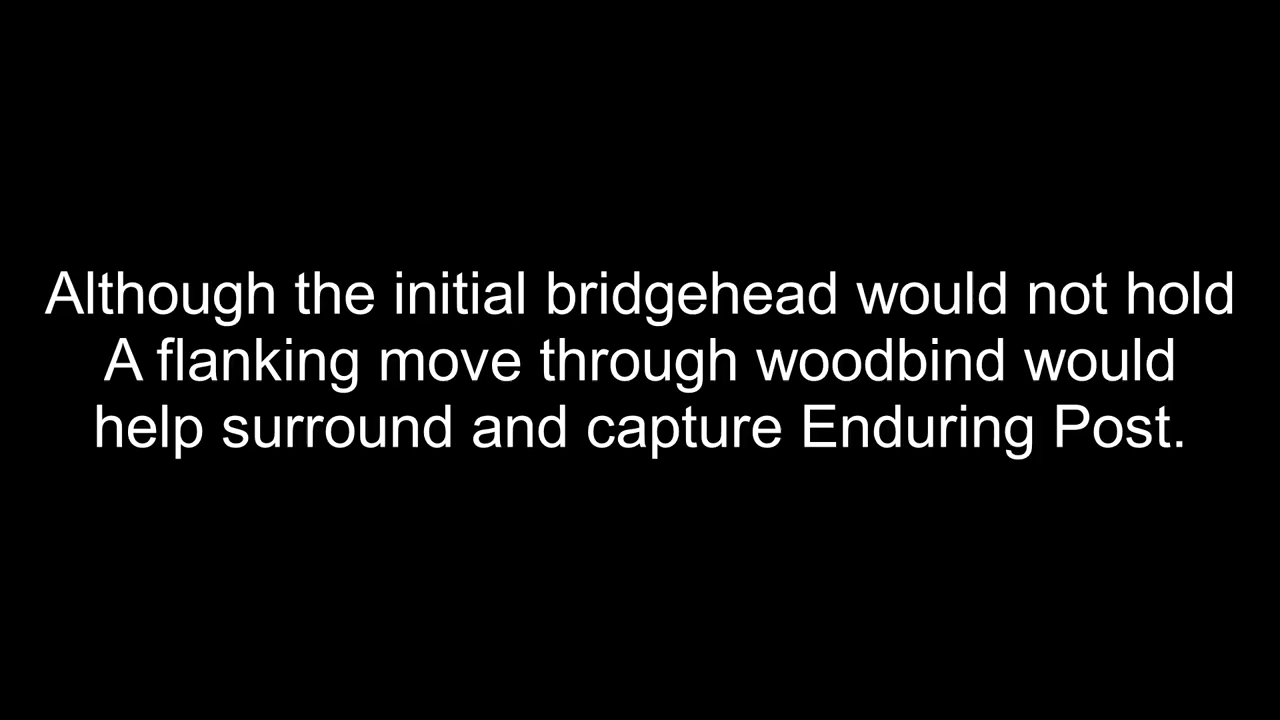 Although the initial bridgehead would not hold
A flanking move through woodbind would
help surround and capture Enduring Post.